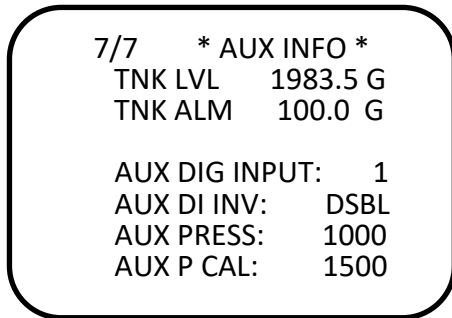 7/7 * AUX INFO *
TNK LVL 1983.5 G
TNK ALM 100.0 G
AUX DIG INPUT: 1
AUX DI INV: DSBL
AUX PRESS: 1000
AUX P CAL: 1500